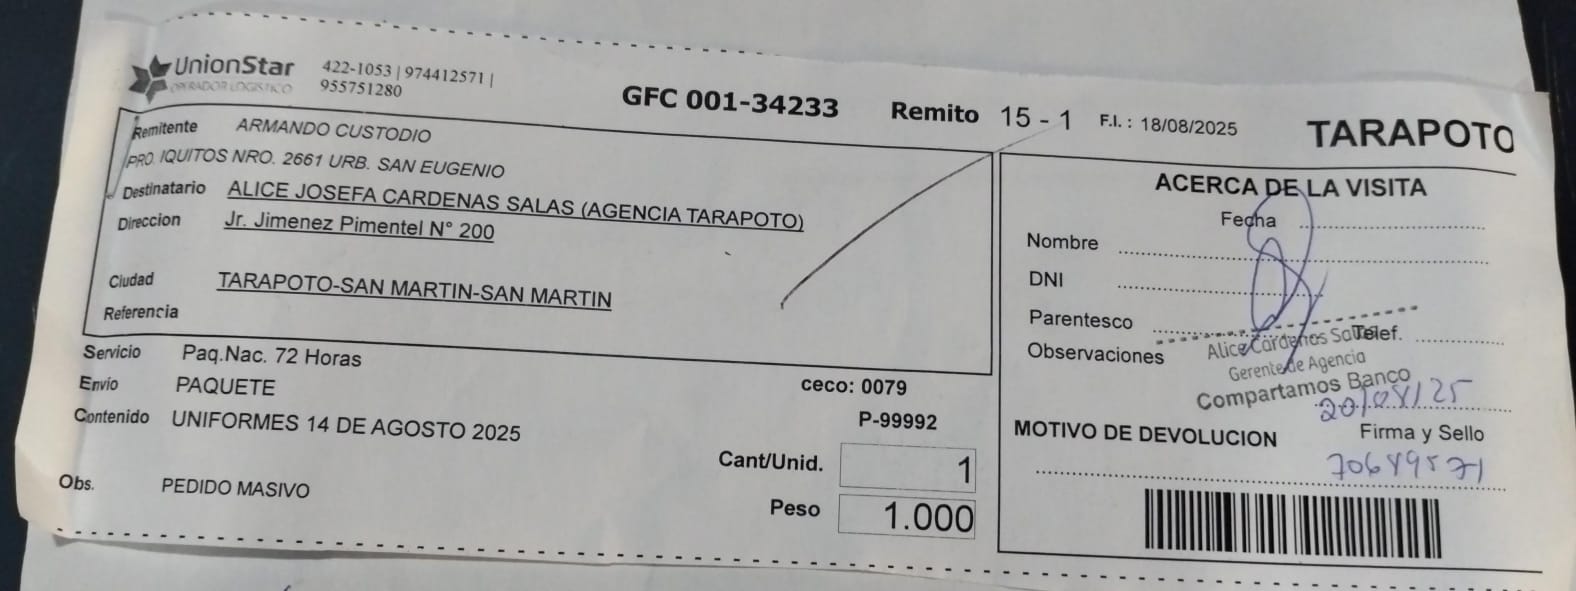 UnionStar
OPERADOR LOGISTICO
422-1053 | 974412571 |
955751280
GFC 001-34233
Remito 15 - 1
F.I. : 18/08/2025
TARAPOTO
Remitente ARMANDO CUSTODIO
PRO. IQUITOS NRO. 2661 URB. SAN EUGENIO
Destinatario ALICE JOSEFA CARDENAS SALAS (AGENCIA TARAPOTO)
Direccion Jr. Jimenez Pimentel N° 200
Ciudad TARAPOTO-SAN MARTIN-SAN MARTIN
Referencia
Servicio Paq.Nac. 72 Horas
Envio PAQUETE
Contenido UNIFORMES 14 DE AGOSTO 2025
Obs. PEDIDO MASIVO
ceco: 0079
P-99992
Cant/Unid. 1
Peso 1.000
ACERCA DE LA VISITA
Fecha
Nombre
DNI
Parentesco
Telef.
Observaciones
Alice Cárdenas Salas
Gerente de Agencia
Compartamos Banco
20/08/25
MOTIVO DE DEVOLUCION
Firma y Sello